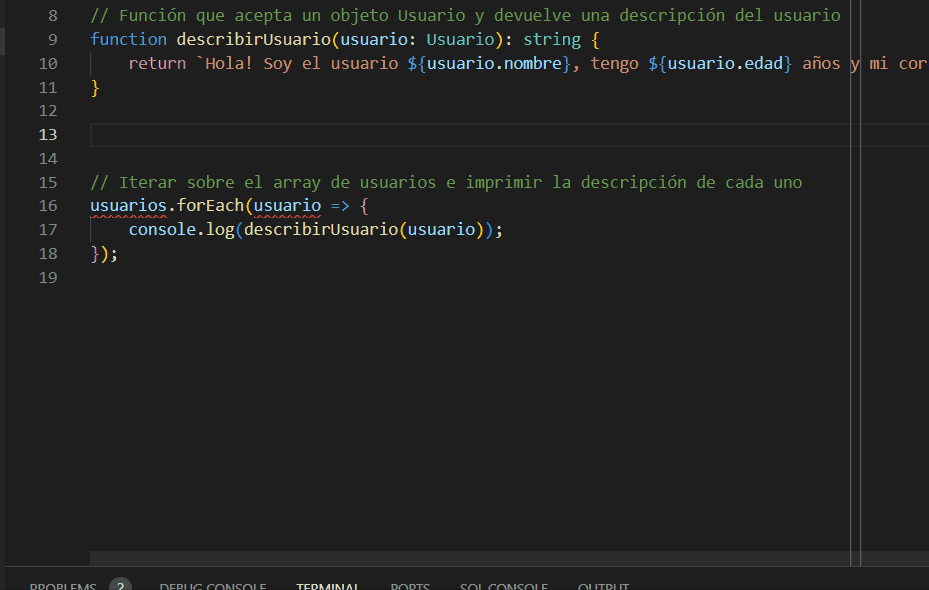 8 // Función que acepta un objeto Usuario y devuelve una descripción del usuario
9 function describirUsuario(usuario: Usuario): string {
10 return `Hola! Soy el usuario ${usuario.nombre}, tengo ${usuario.edad} años y mi cor
11 }
12
13
14
15 // Iterar sobre el array de usuarios e imprimir la descripción de cada uno
16 usuarios.forEach(usuario => {
17 console.log(describirUsuario(usuario));
18 });
19
PROBLEMS 2 DEBUG CONSOLE TERMINAL PORTS SQL CONSOLE OUTPUT